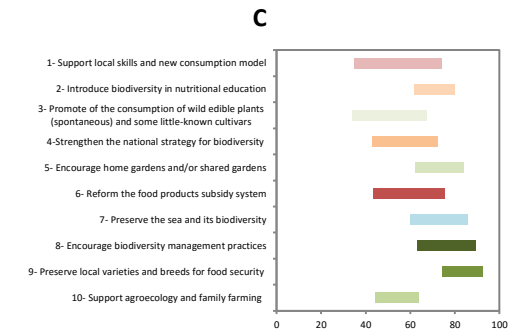 C
1- Support local skills and new consumption model
2- Introduce biodiversity in nutritional education
3- Promote of the consumption of wild edible plants
(spontaneous) and some little-known cultivars
4-Strengthen the national strategy for biodiversity
5- Encourage home gardens and/or shared gardens
6- Reform the food products subsidy system
7- Preserve the sea and its biodiversity
8- Encourage biodiversity management practices
9- Preserve local varieties and breeds for food security
10- Support agroecology and family farming
0 20 40 60 80 100